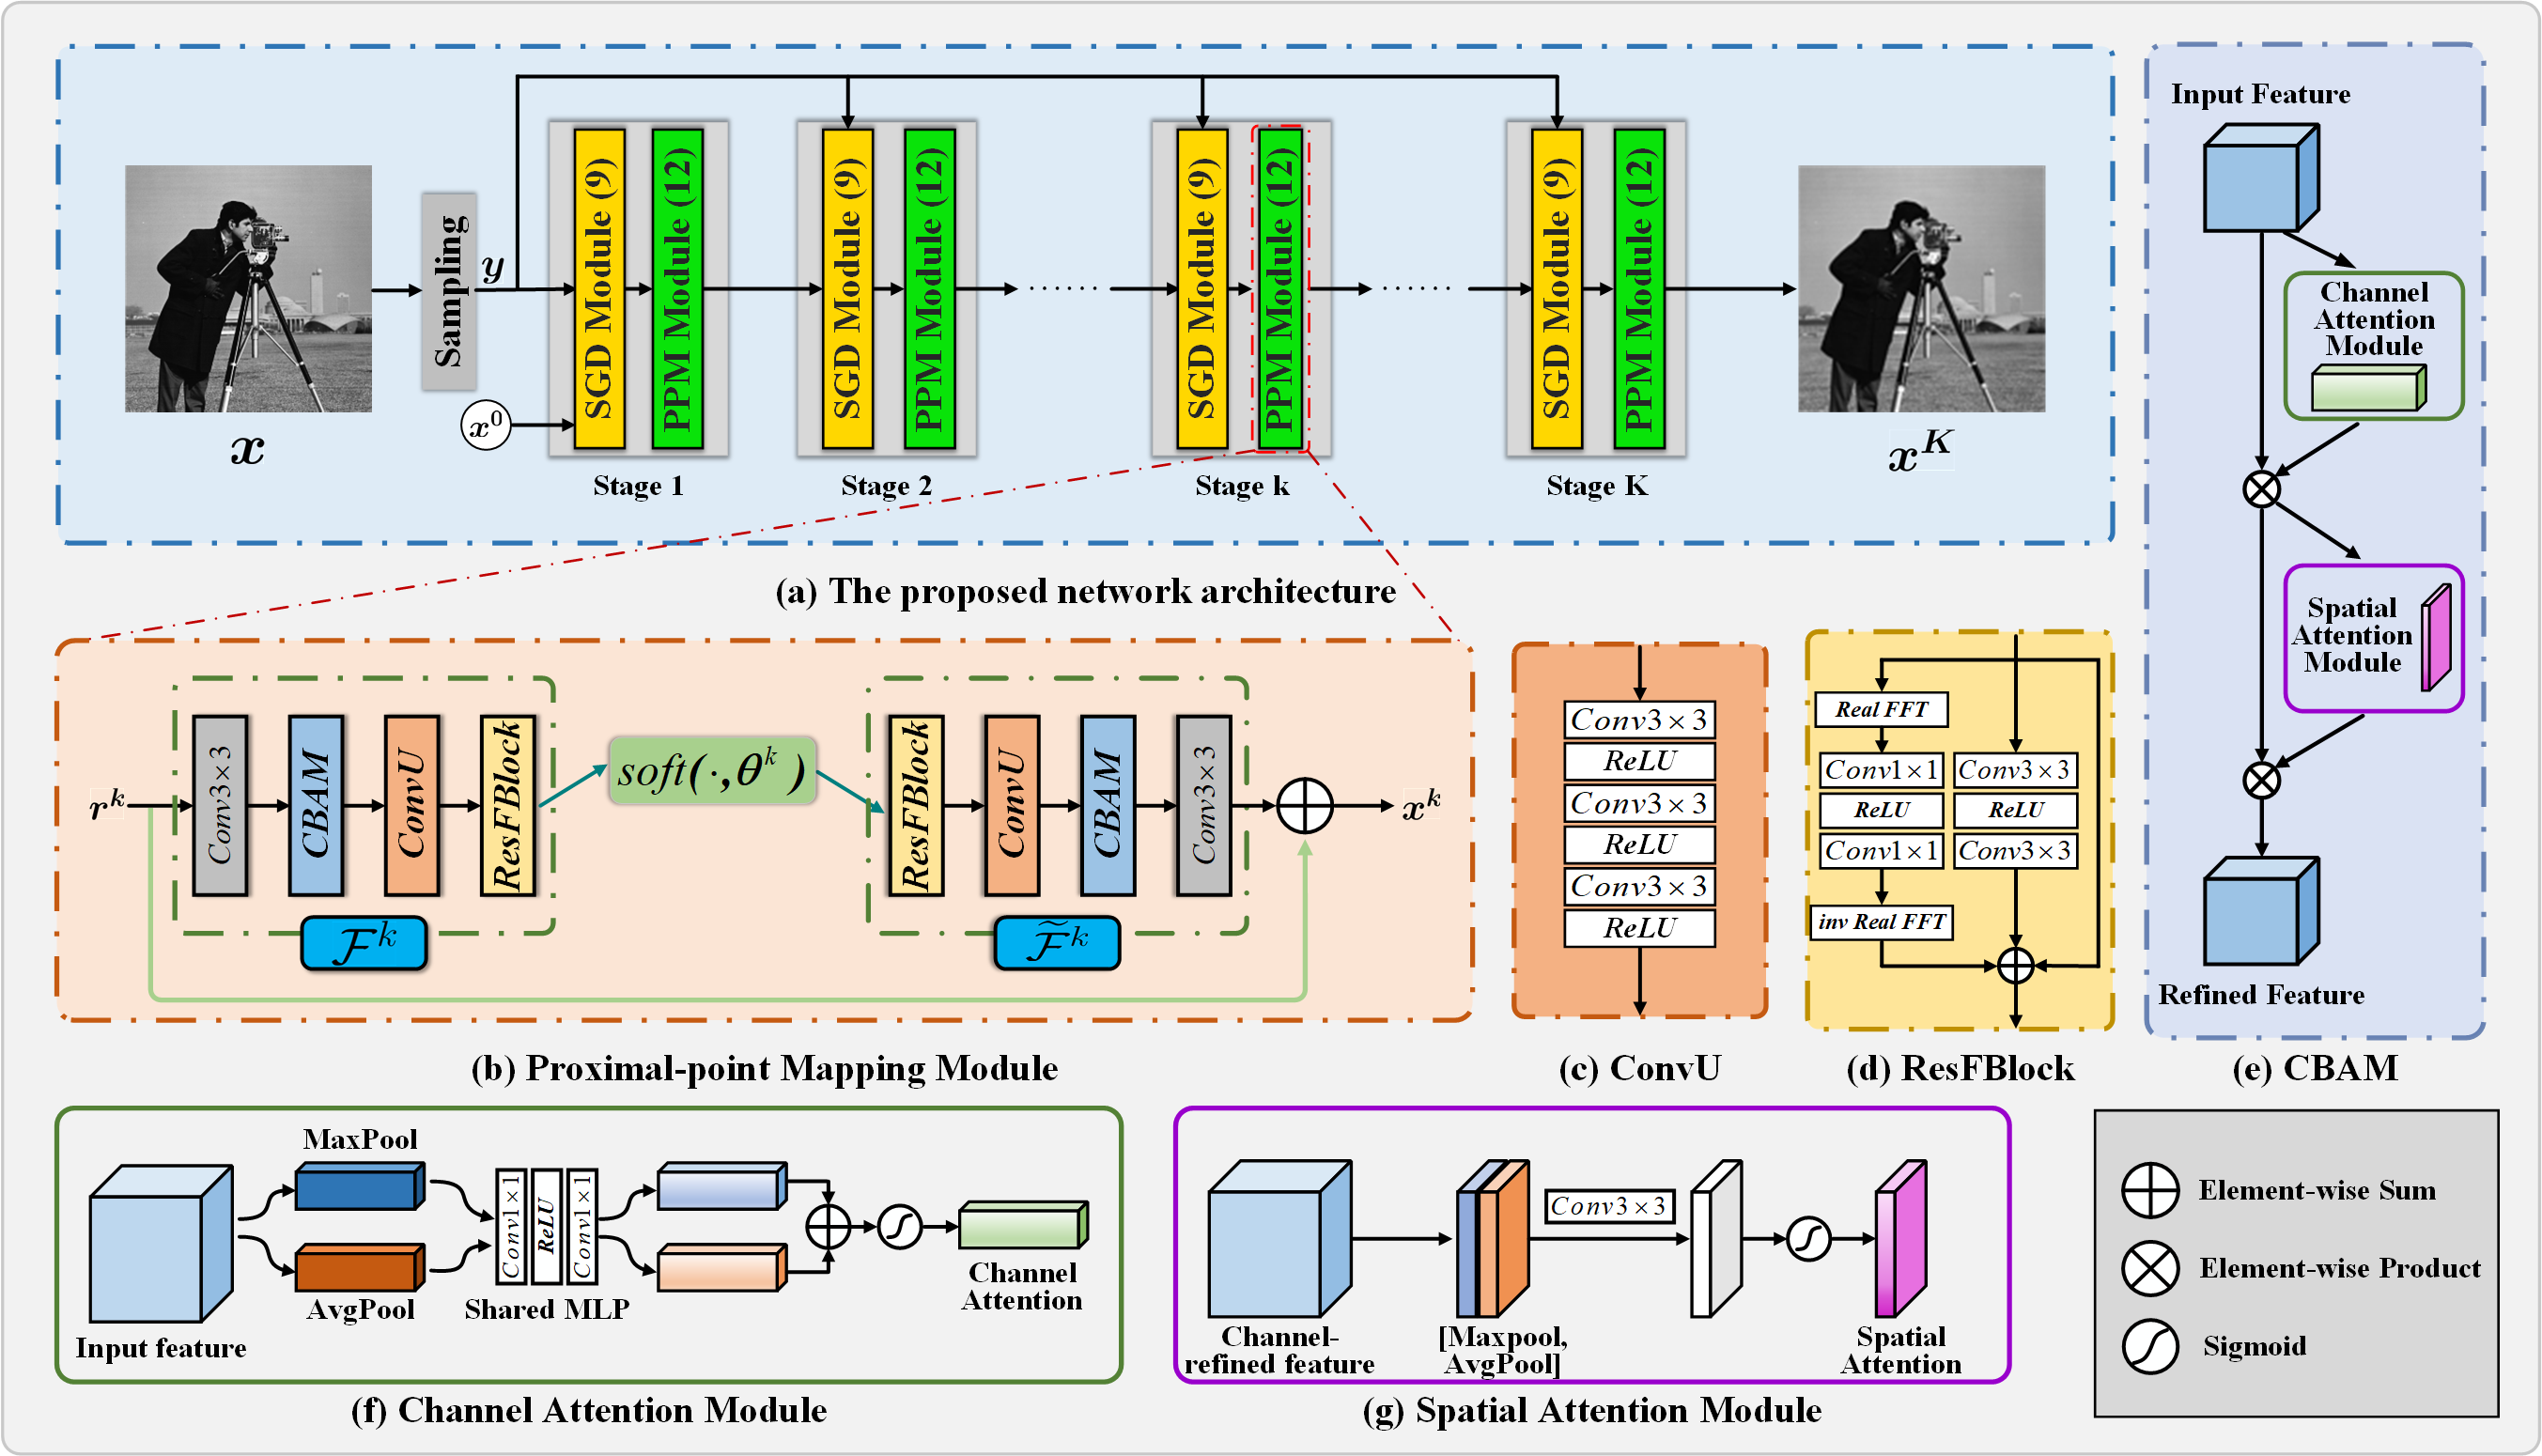 x
Sampling
y
x⁰
SGD Module (9)
PPM Module (12)
Stage 1
SGD Module (9)
PPM Module (12)
Stage 2
······
SGD Module (9)
PPM Module (12)
Stage k
······
SGD Module (9)
PPM Module (12)
Stage K
x^K
(a) The proposed network architecture
r^k
Conv3×3
CBAM
ConvU
ResFBlock
F^k
soft(·,θ^k)
ResFBlock
ConvU
CBAM
Conv3×3
F̃^k
x^k
(b) Proximal-point Mapping Module
Conv3×3
ReLU
Conv3×3
ReLU
Conv3×3
ReLU
(c) ConvU
Real FFT
Conv1×1
ReLU
Conv1×1
inv Real FFT
Conv3×3
ReLU
Conv3×3
(d) ResFBlock
Input Feature
Channel
Attention
Module
Spatial
Attention
Module
Refined Feature
(e) CBAM
Input feature
MaxPool
AvgPool
Conv1×1
ReLU
Conv1×1
Shared MLP
Channel
Attention
(f) Channel Attention Module
Channel-
refined feature
[Maxpool,
AvgPool]
Conv3×3
Spatial
Attention
(g) Spatial Attention Module
Element-wise Sum
Element-wise Product
Sigmoid